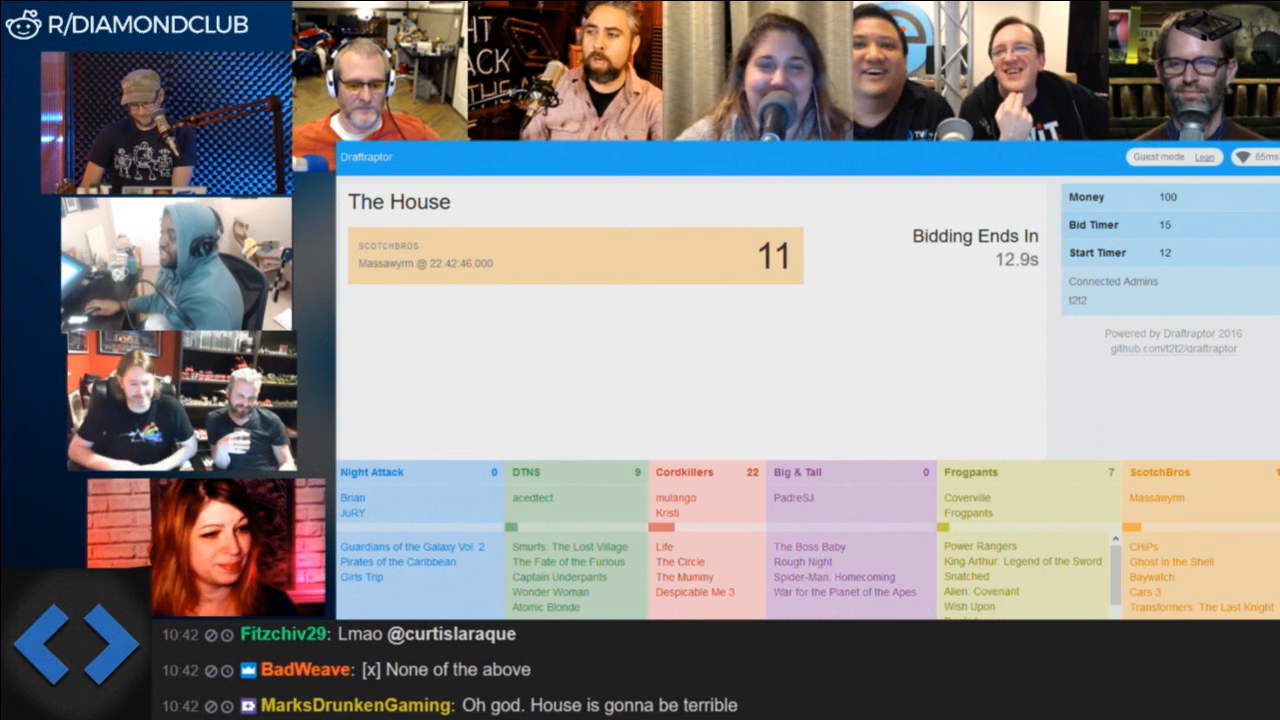 R/DIAMONDCLUB
Draftraptor
Guest mode Login 65ms
The House
SCOTCHBROS
Massawyrm @ 22.42:46.000
11
Bidding Ends In
12.9s
Money 100
Bid Timer 15
Start Timer 12
Connected Admins
t2t2
Powered by Draftraptor 2016
github.com/t2t2/draftraptor
Night Attack 0
Brian
JuRY
Guardians of the Galaxy Vol. 2
Pirates of the Caribbean
Girls Trip
DTNS 9
acedtect
Smurfs: The Lost Village
The Fate of the Furious
Captain Underpants
Wonder Woman
Atomic Blonde
Cordkillers 22
mulango
Kristi
Life
The Circle
The Mummy
Despicable Me 3
Big & Tall 0
PadreSJ
The Boss Baby
Rough Night
Spider-Man: Homecoming
War for the Planet of the Apes
Frogpants 7
Coverville
Frogpants
Power Rangers
King Arthur: Legend of the Sword
Snatched
Alien: Covenant
Wish Upon
ScotchBros
Massawyrm
CHiPs
Ghost in the Shell
Baywatch
Cars 3
Transformers: The Last Knight
10:42 Fitzchiv29: Lmao @curtislaraque
10:42 BadWeave: [x] None of the above
10:42 MarksDrunkenGaming: Oh god. House is gonna be terrible